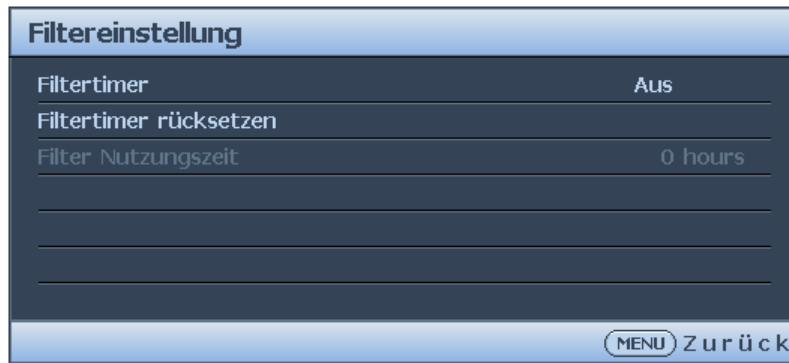 Filtereinstellung
Filtertimer Aus
Filtertimer rücksetzen
Filter Nutzungszeit 0 hours
MENU Zurück